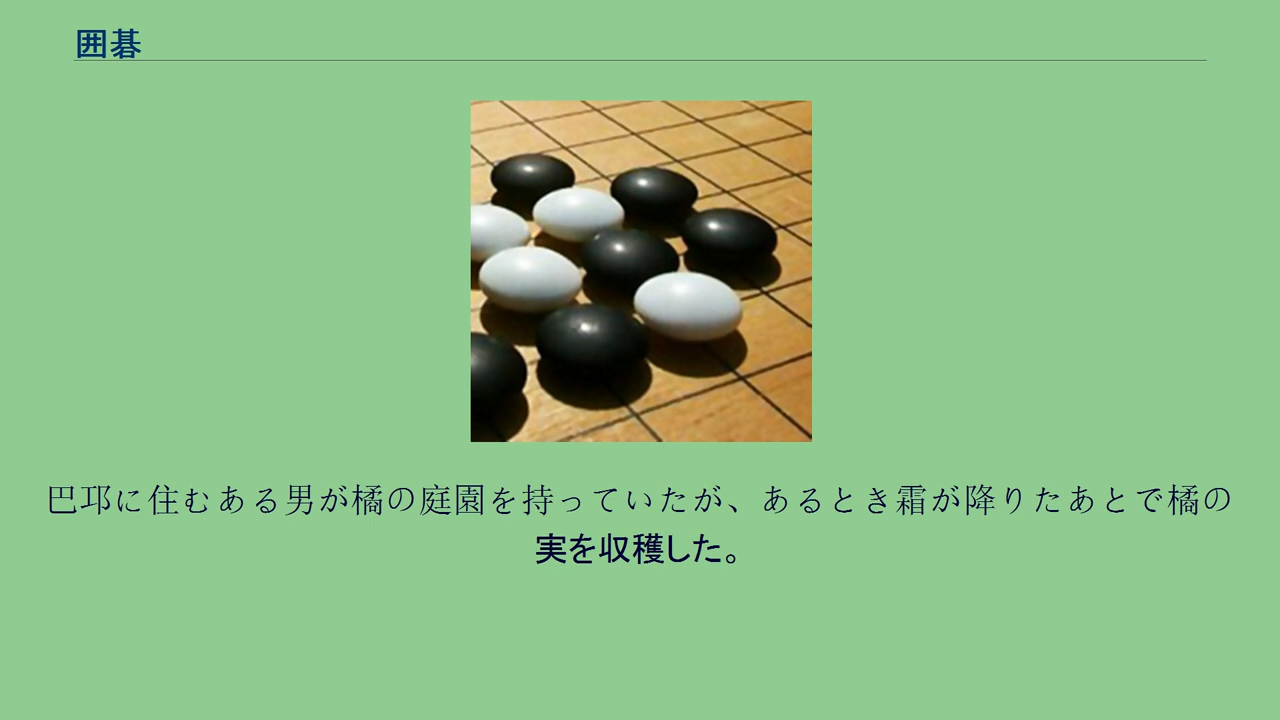 囲碁
巴邛に住むある男が橘の庭園を持っていたが、あるとき霜が降りたあとで橘の
実を収穫した。